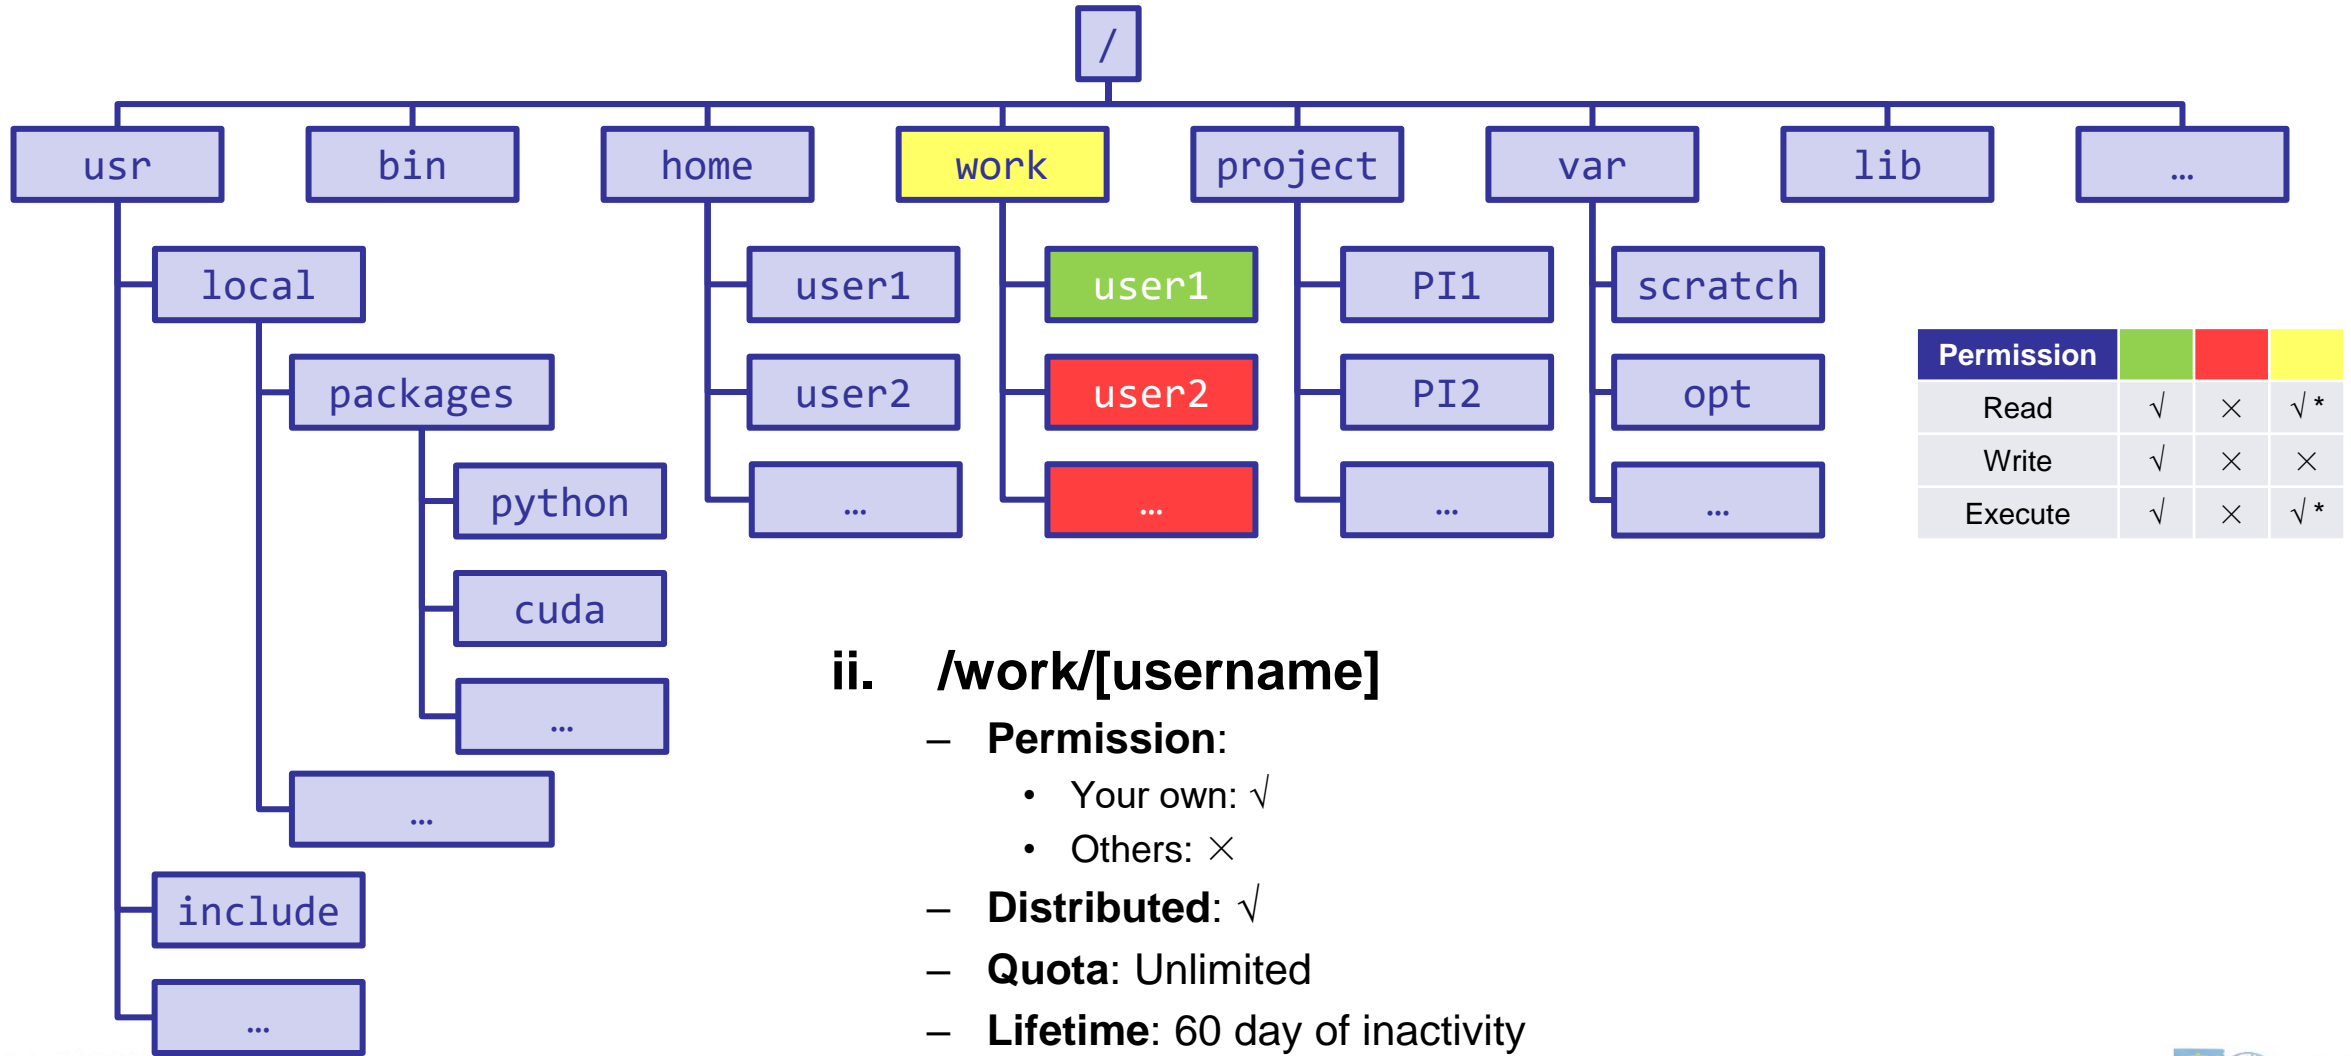 /
usr bin home work project var lib …
local user1 user1 PI1 scratch
packages user2 user2 PI2 opt
python … … … …
cuda
…
…
include
…
Permission
Read √ × √ *
Write √ × ×
Execute √ × √ *
ii. /work/[username]
– Permission:
• Your own: √
• Others: ×
– Distributed: √
– Quota: Unlimited
– Lifetime: 60 day of inactivity